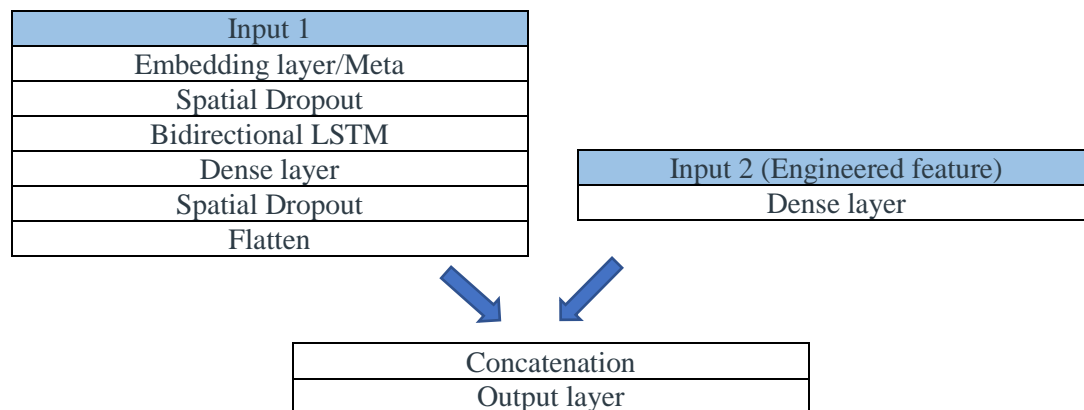 Input 1
Embedding layer/Meta
Spatial Dropout
Bidirectional LSTM
Dense layer
Spatial Dropout
Flatten
Input 2 (Engineered feature)
Dense layer
Concatenation
Output layer